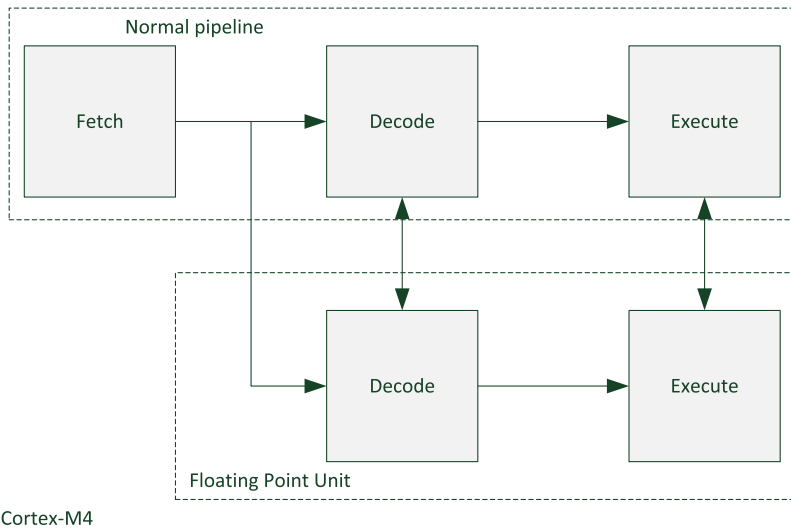 Normal pipeline
Fetch
Decode
Execute
Decode
Execute
Floating Point Unit
Cortex-M4